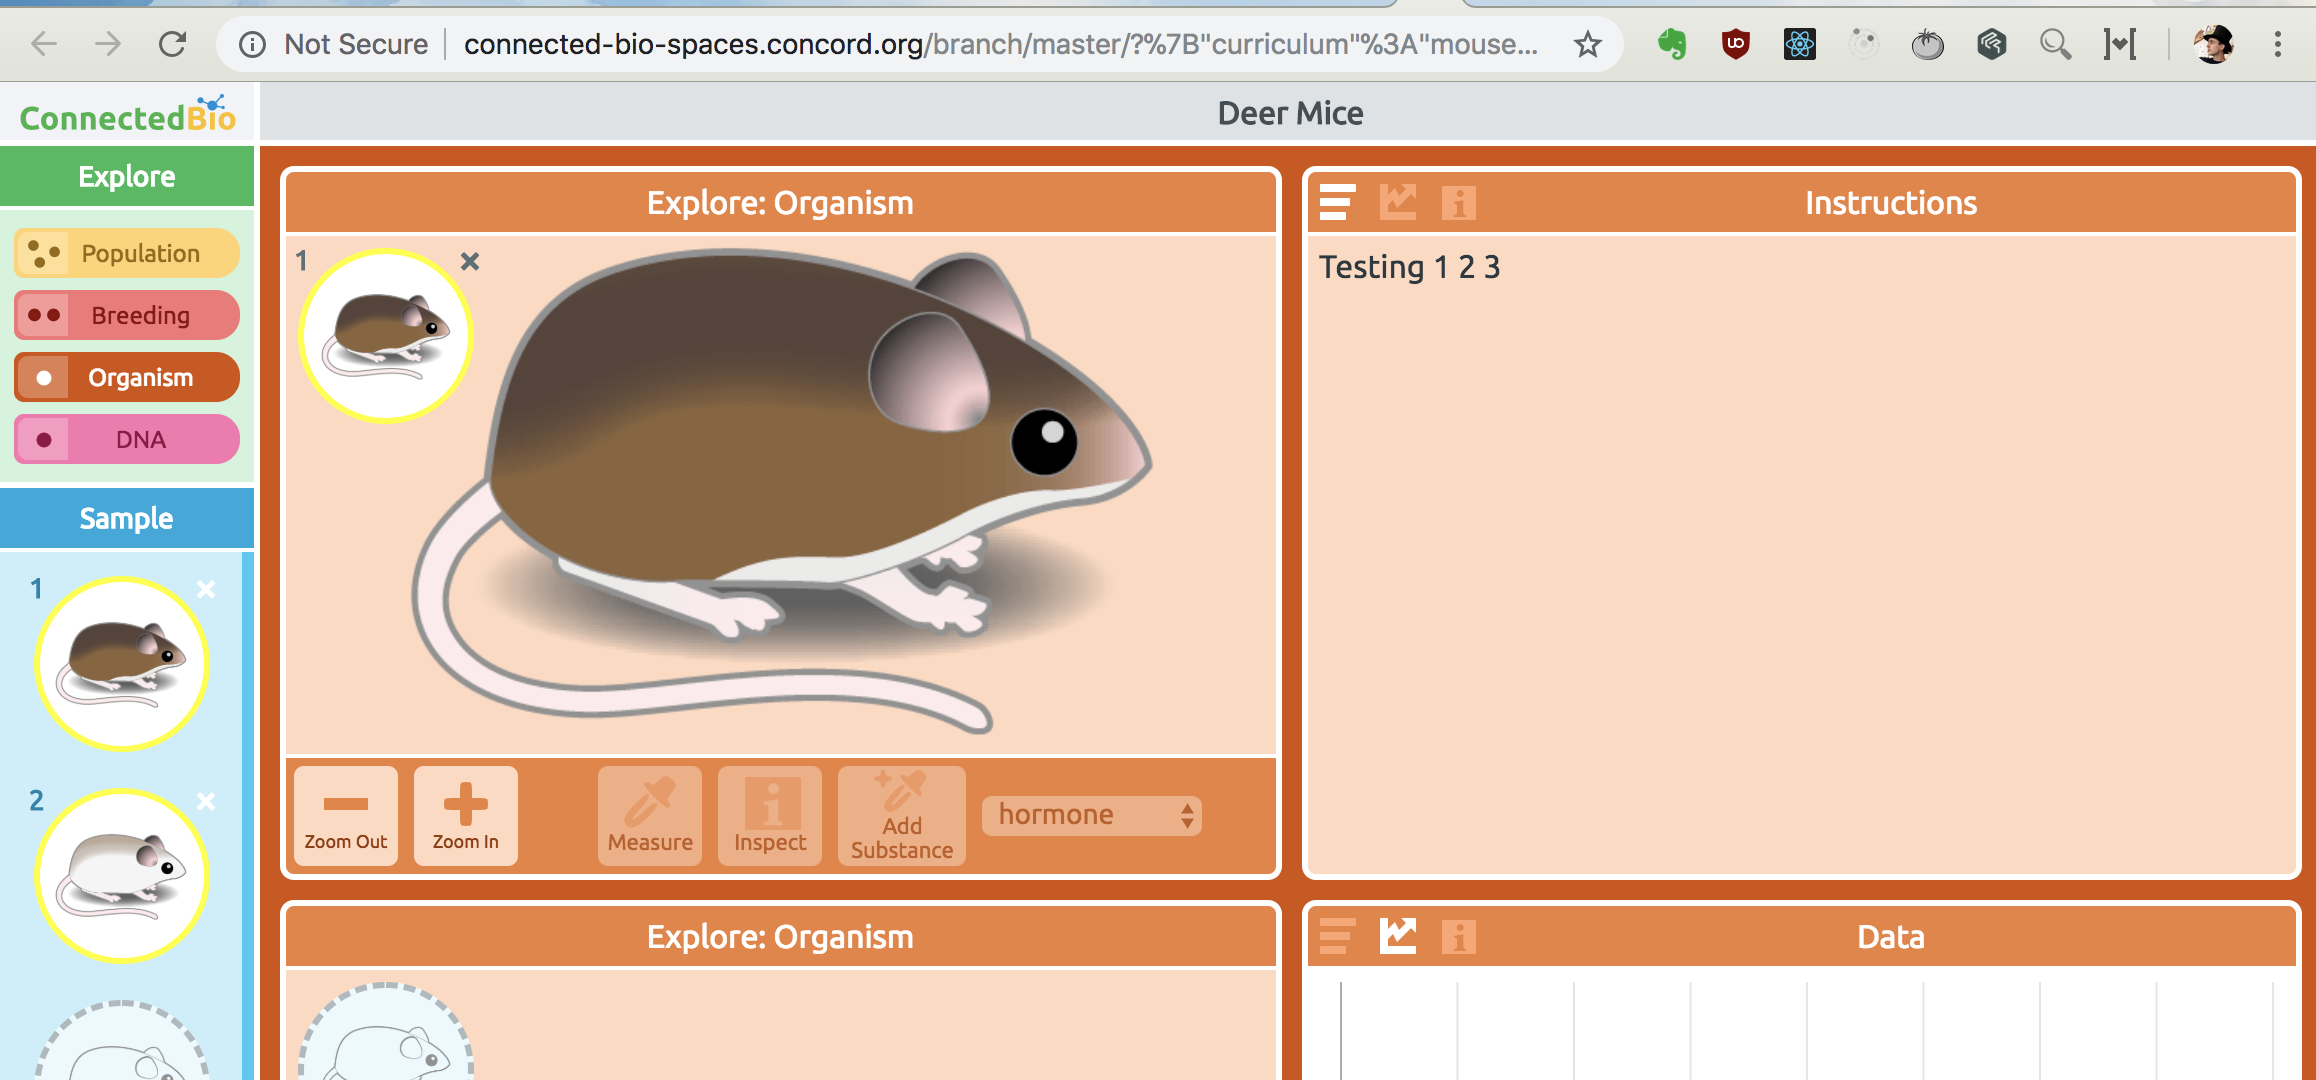 Not Secure
connected-bio-spaces.concord.org/branch/master/?%7B"curriculum"%3A"mouse...
ConnectedBio
Deer Mice
Explore
Population
Breeding
Organism
DNA
Sample
1
2
Explore: Organism
1
Zoom Out
Zoom In
Measure
Inspect
Add
Substance
hormone
Instructions
Testing 1 2 3
Explore: Organism
Data